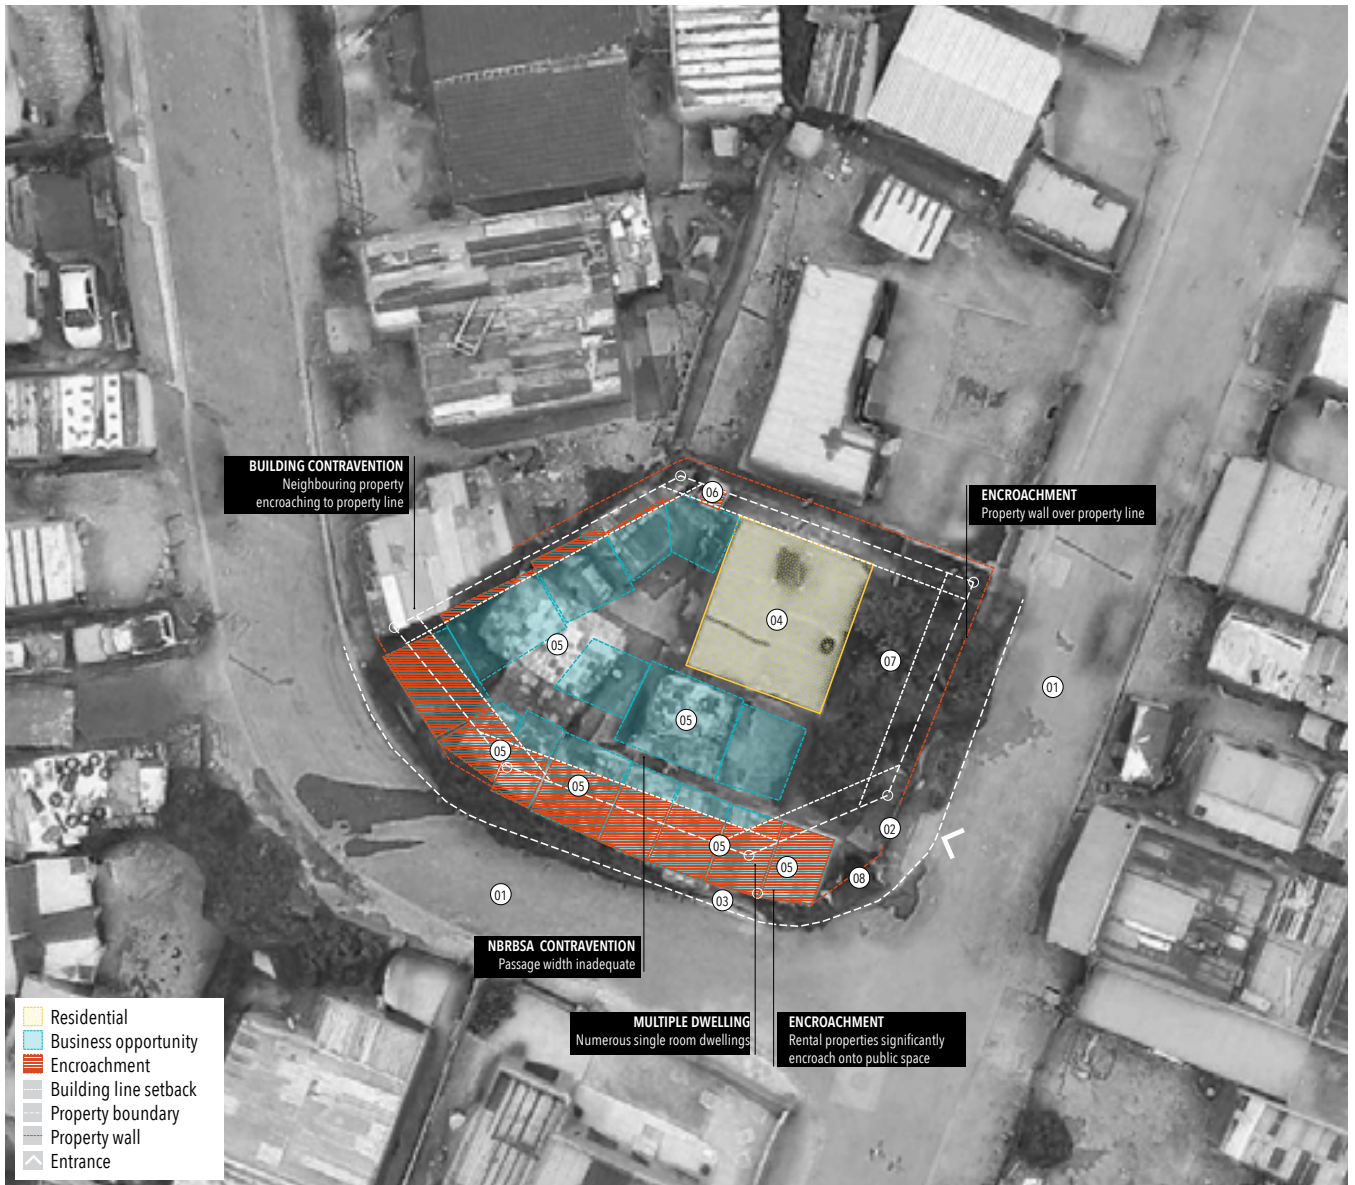 BUILDING CONTRAVENTION
Neighbouring property
encroaching to property line
06
ENCROACHMENT
Property wall over property line
04
05
07
01
05
05
05
02
05
05
08
01
03
NBRBSA CONTRAVENTION
Passage width inadequate
MULTIPLE DWELLING
Numerous single room dwellings
ENCROACHMENT
Rental properties significantly
encroach onto public space
Residential
Business opportunity
Encroachment
Building line setback
Property boundary
Property wall
Entrance